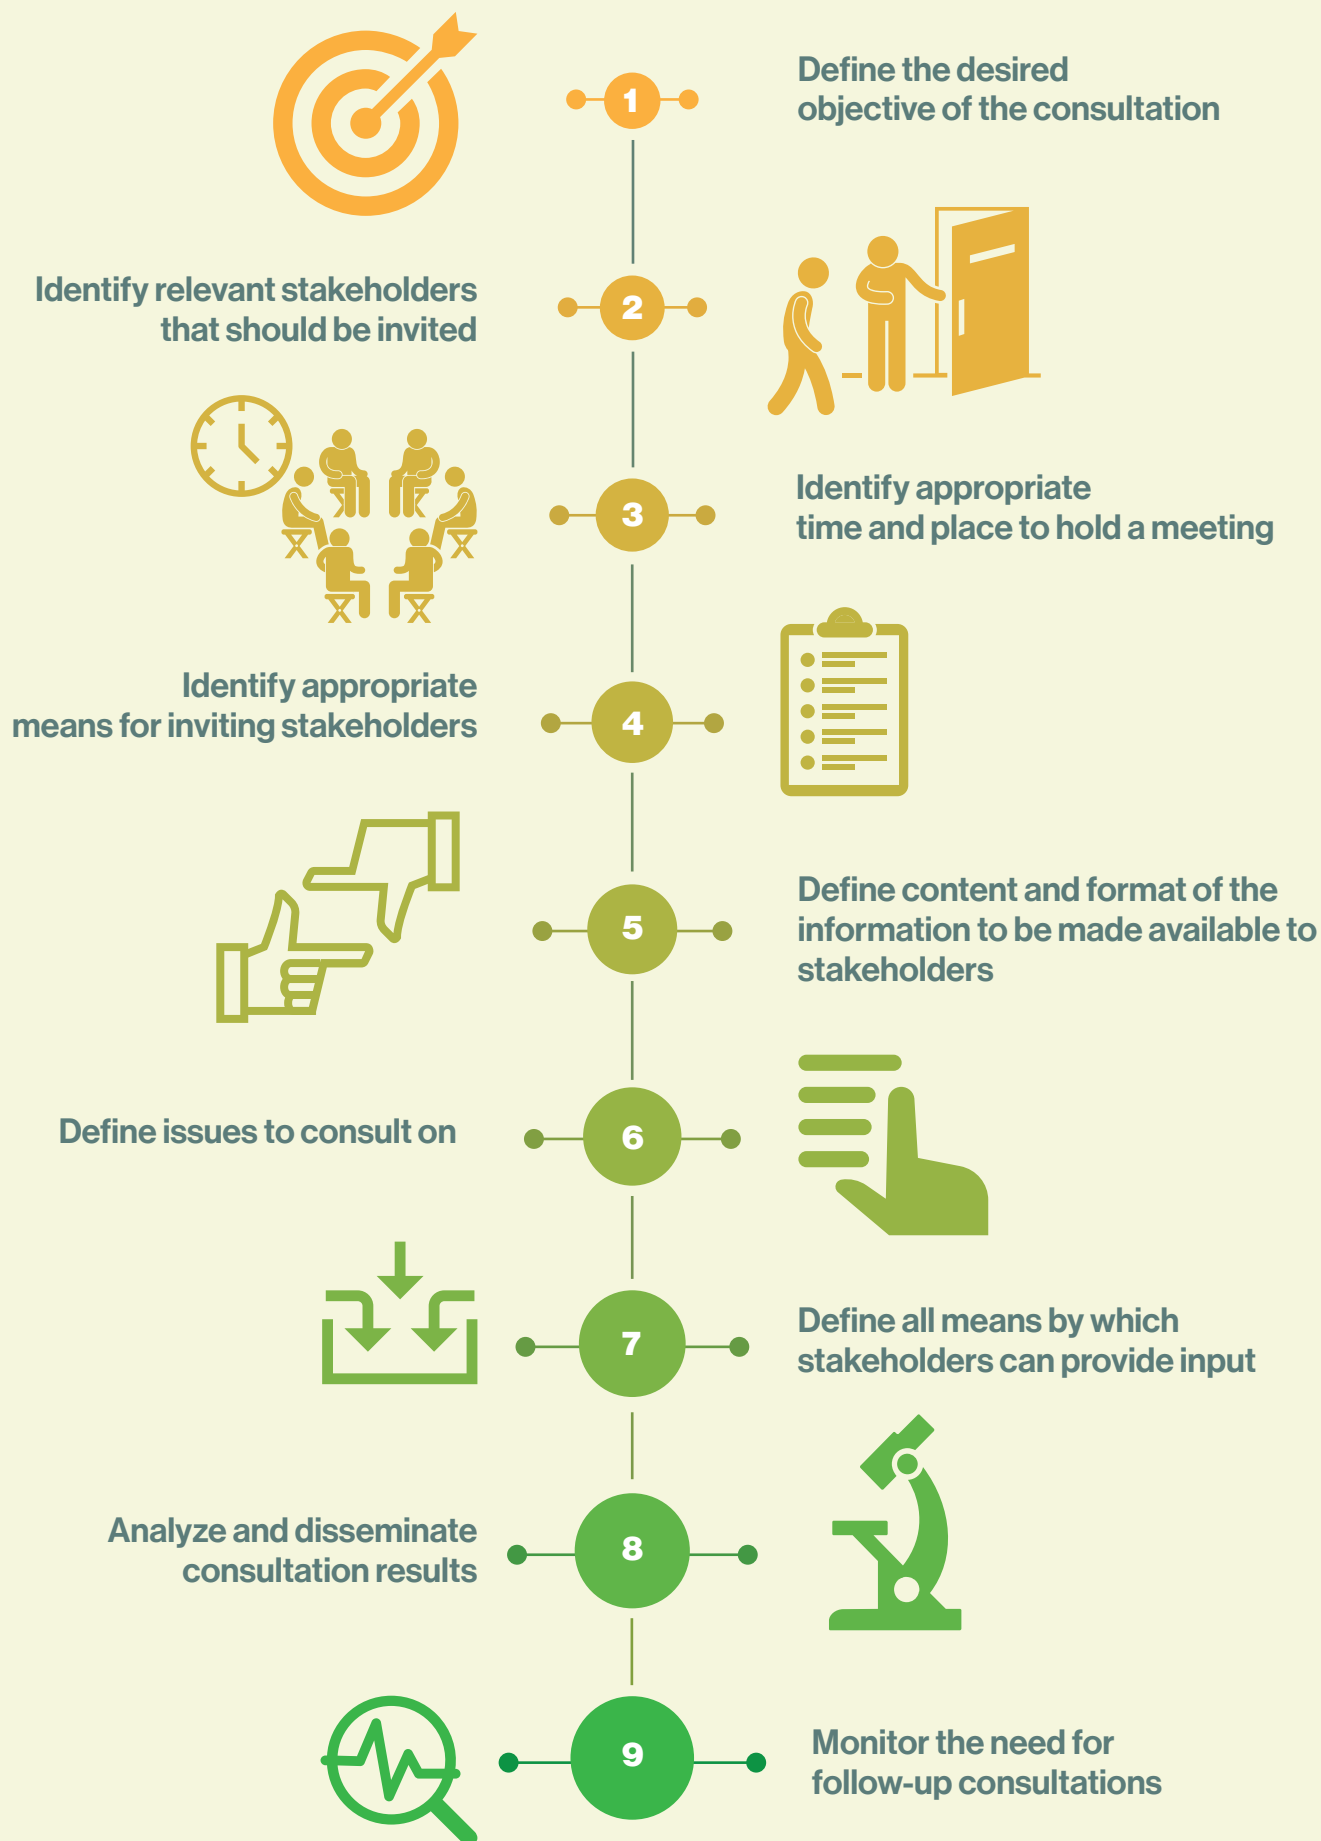 1
Define the desired
objective of the consultation
Identify relevant stakeholders
that should be invited
2
3
Identify appropriate
time and place to hold a meeting
Identify appropriate
means for inviting stakeholders
4
5
Define content and format of the
information to be made available to
stakeholders
Define issues to consult on
6
7
Define all means by which
stakeholders can provide input
Analyze and disseminate
consultation results
8
9
Monitor the need for
follow-up consultations